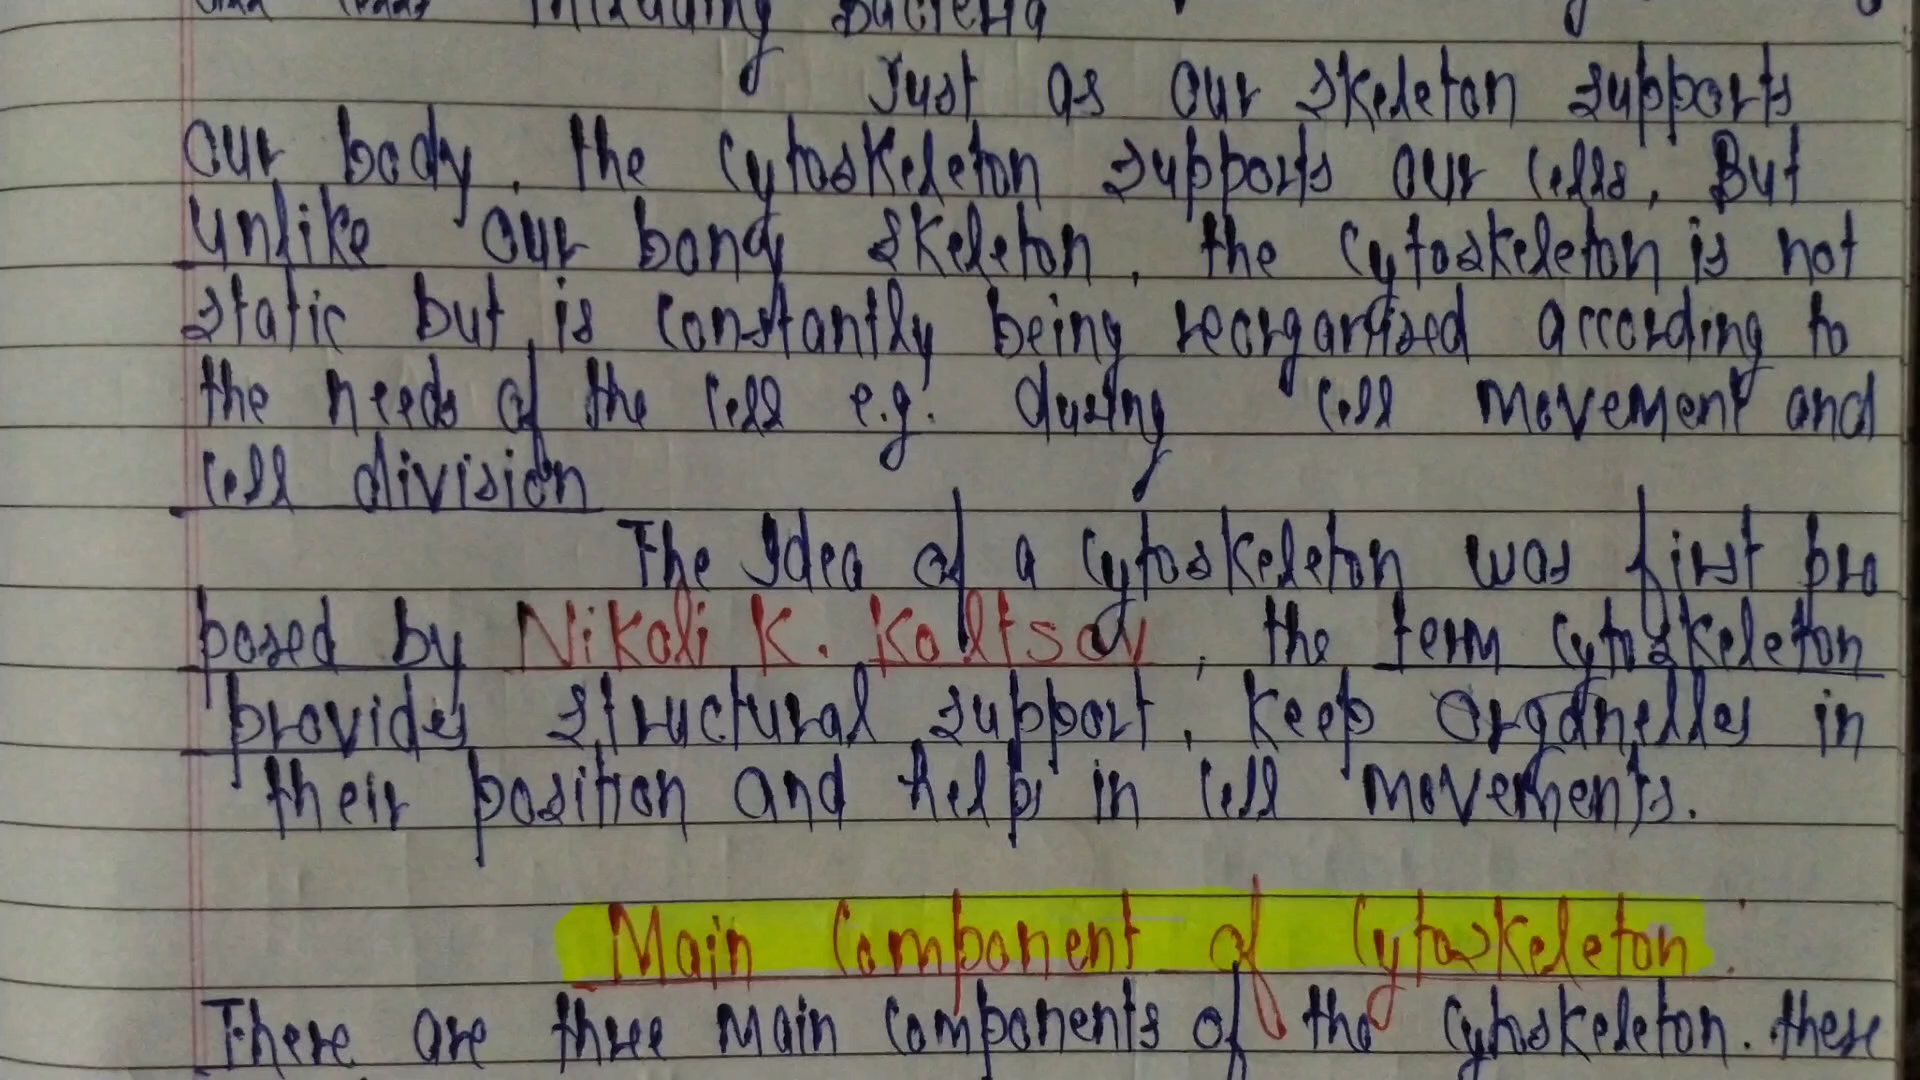 including bacteria
Just as our skeleton supports
our body, the cytoskeleton supports our cells. But
unlike our bony skeleton, the cytoskeleton is not
static but is constantly being reorganised according to
the needs of the cell e.g. during cell movement and
cell division
The Idea of a cytoskeleton was first pro
posed by Nikoli K. Koltsov, the term cytoskeleton
provides structural support, keep organelles in
their position and helps in cell movements.
Main Component of Cytoskeleton.
There are three main components of the cytoskeleton. these